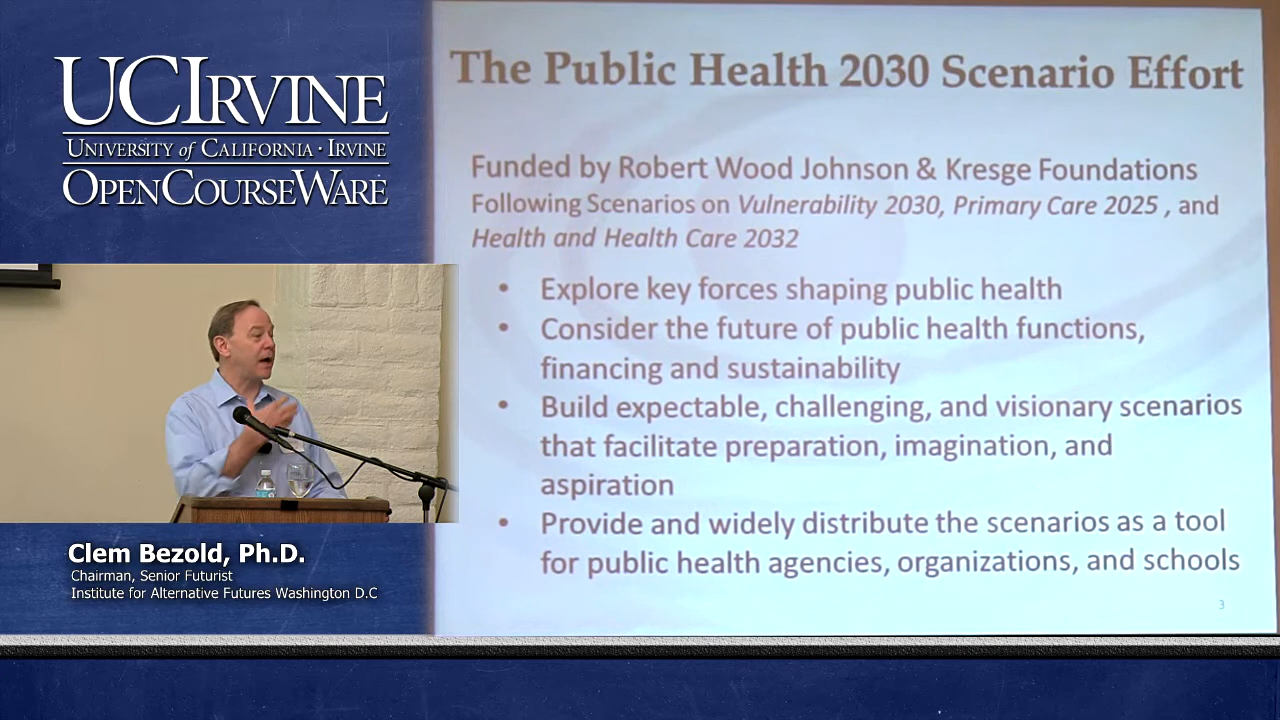 UCIRVINE
UNIVERSITY of CALIFORNIA · IRVINE
OPENCOURSEWARE
Clem Bezold, Ph.D.
Chairman, Senior Futurist
Institute for Alternative Futures Washington D.C
The Public Health 2030 Scenario Effort
Funded by Robert Wood Johnson & Kresge Foundations
Following Scenarios on Vulnerability 2030, Primary Care 2025 , and
Health and Health Care 2032
• Explore key forces shaping public health
• Consider the future of public health functions,
financing and sustainability
• Build expectable, challenging, and visionary scenarios
that facilitate preparation, imagination, and
aspiration
• Provide and widely distribute the scenarios as a tool
for public health agencies, organizations, and schools
3